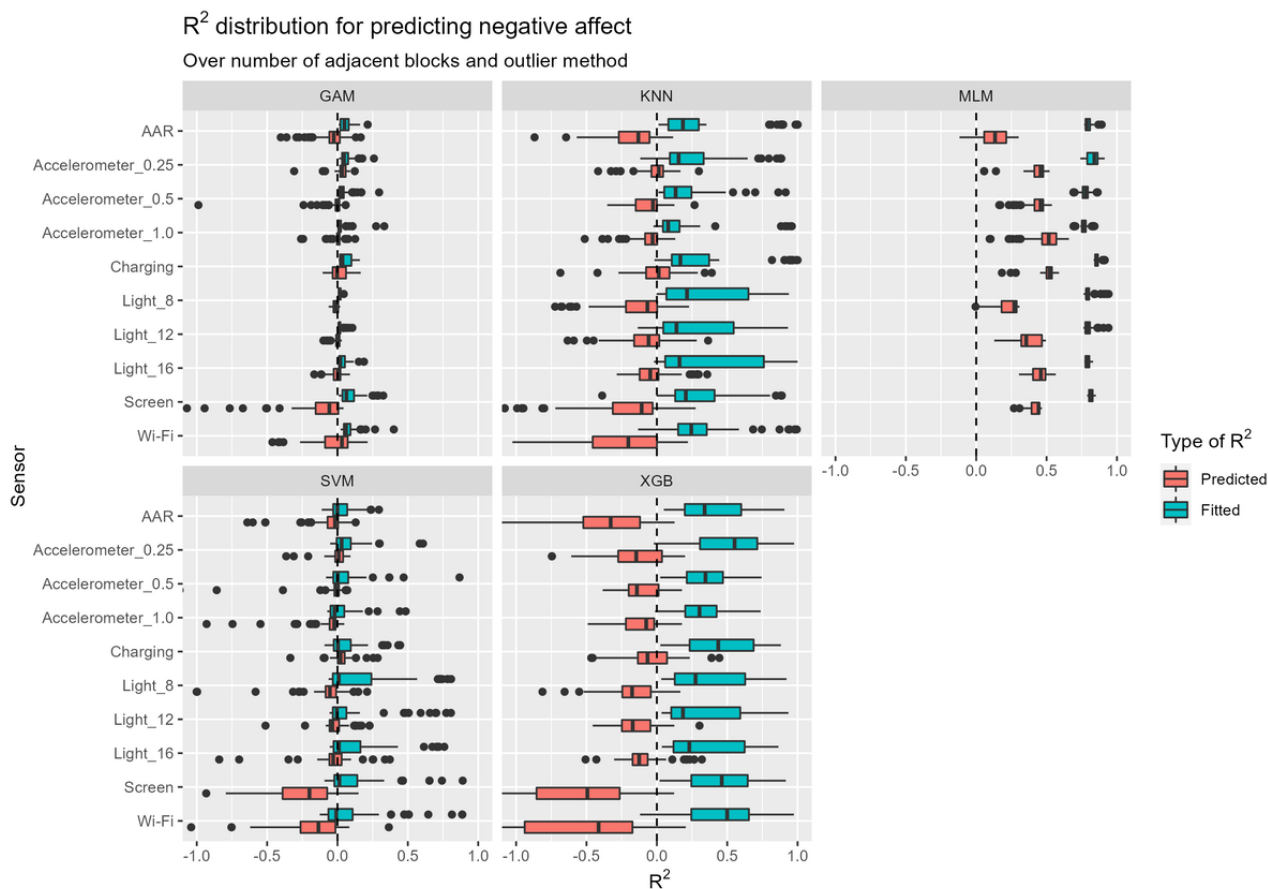 R² distribution for predicting negative affect
Over number of adjacent blocks and outlier method
GAM KNN MLM
AAR
Accelerometer_0.25
Accelerometer_0.5
Accelerometer_1.0
Charging
Light_8
Light_12
Light_16
Screen
Wi-Fi
-1.0 -0.5 0.0 0.5 1.0
SVM XGB
AAR
Accelerometer_0.25
Accelerometer_0.5
Accelerometer_1.0
Charging
Light_8
Light_12
Light_16
Screen
Wi-Fi
-1.0 -0.5 0.0 0.5 1.0 -1.0 -0.5 0.0 0.5 1.0
R²
Sensor
Type of R²
Predicted
Fitted